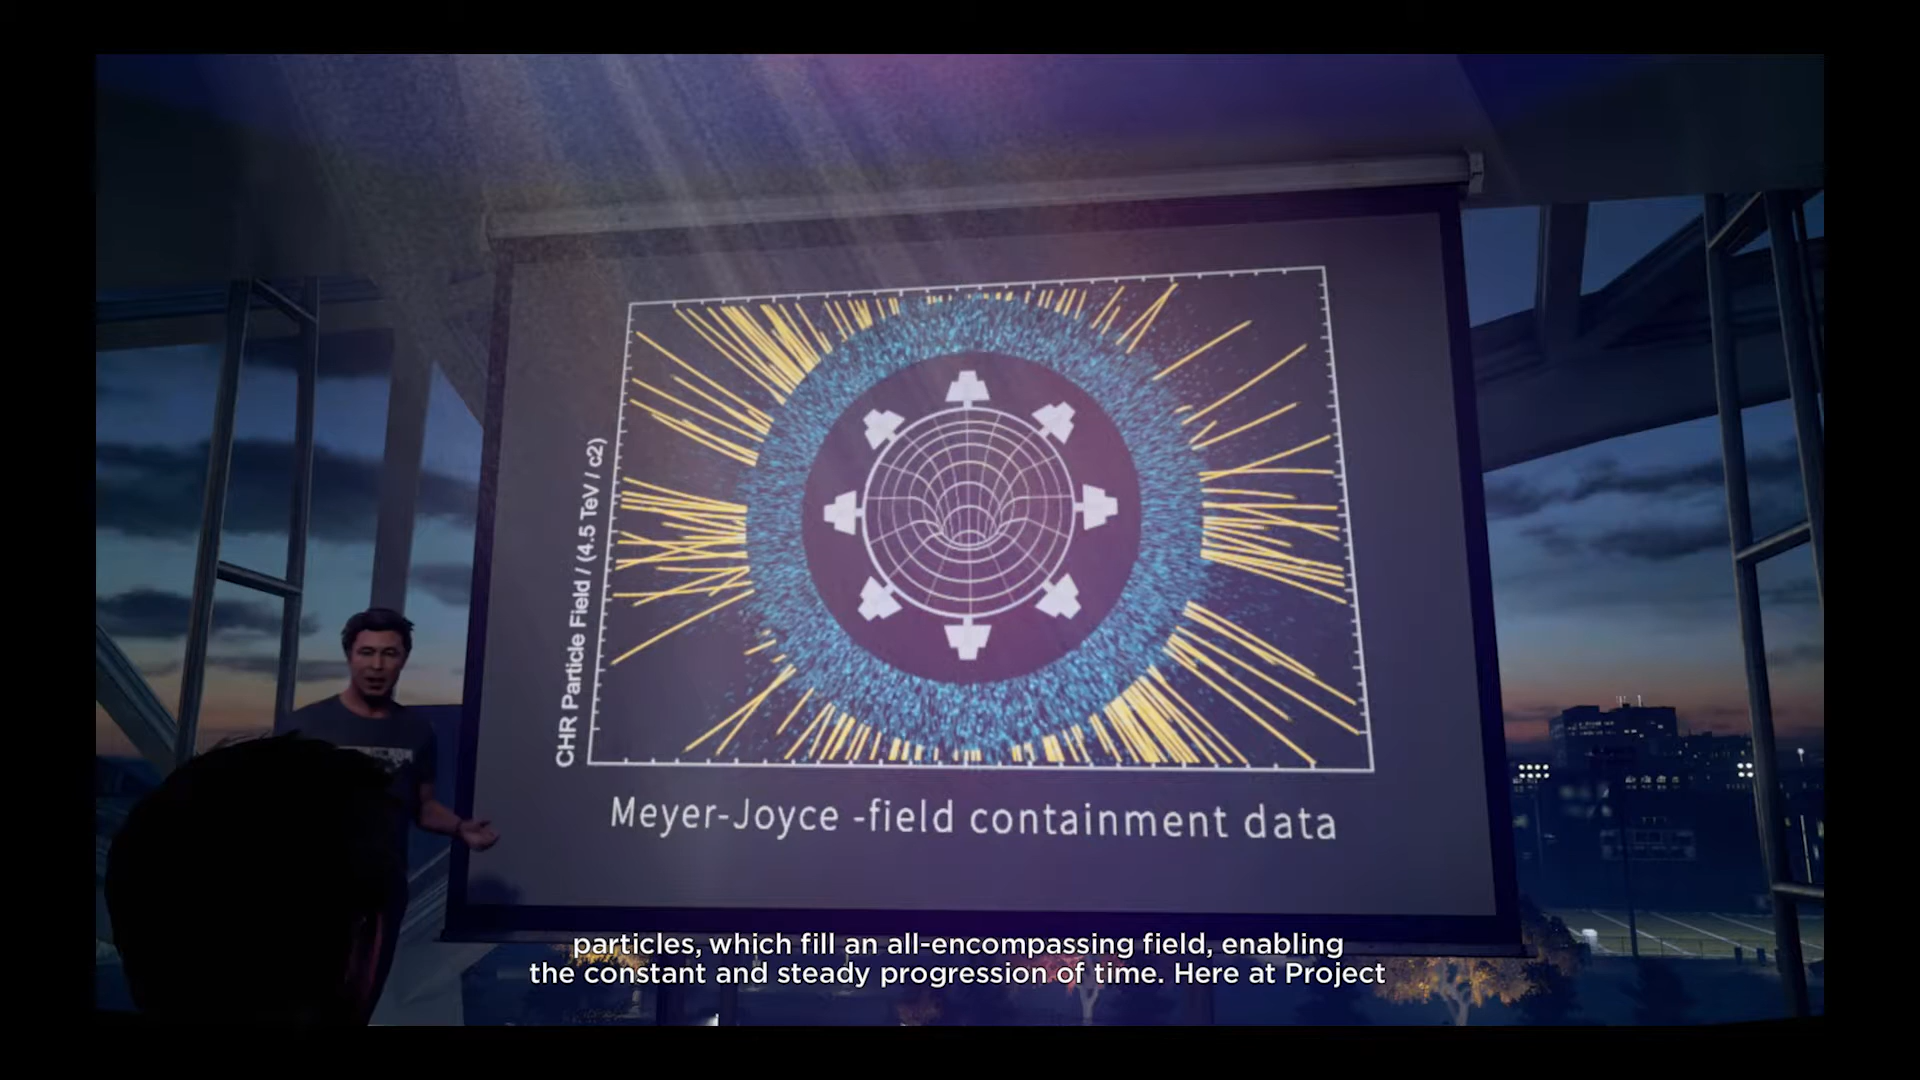 CHR Particle Field / (4.5 TeV / c2)
Meyer-Joyce -field containment data
particles, which fill an all-encompassing field, enabling
the constant and steady progression of time. Here at Project